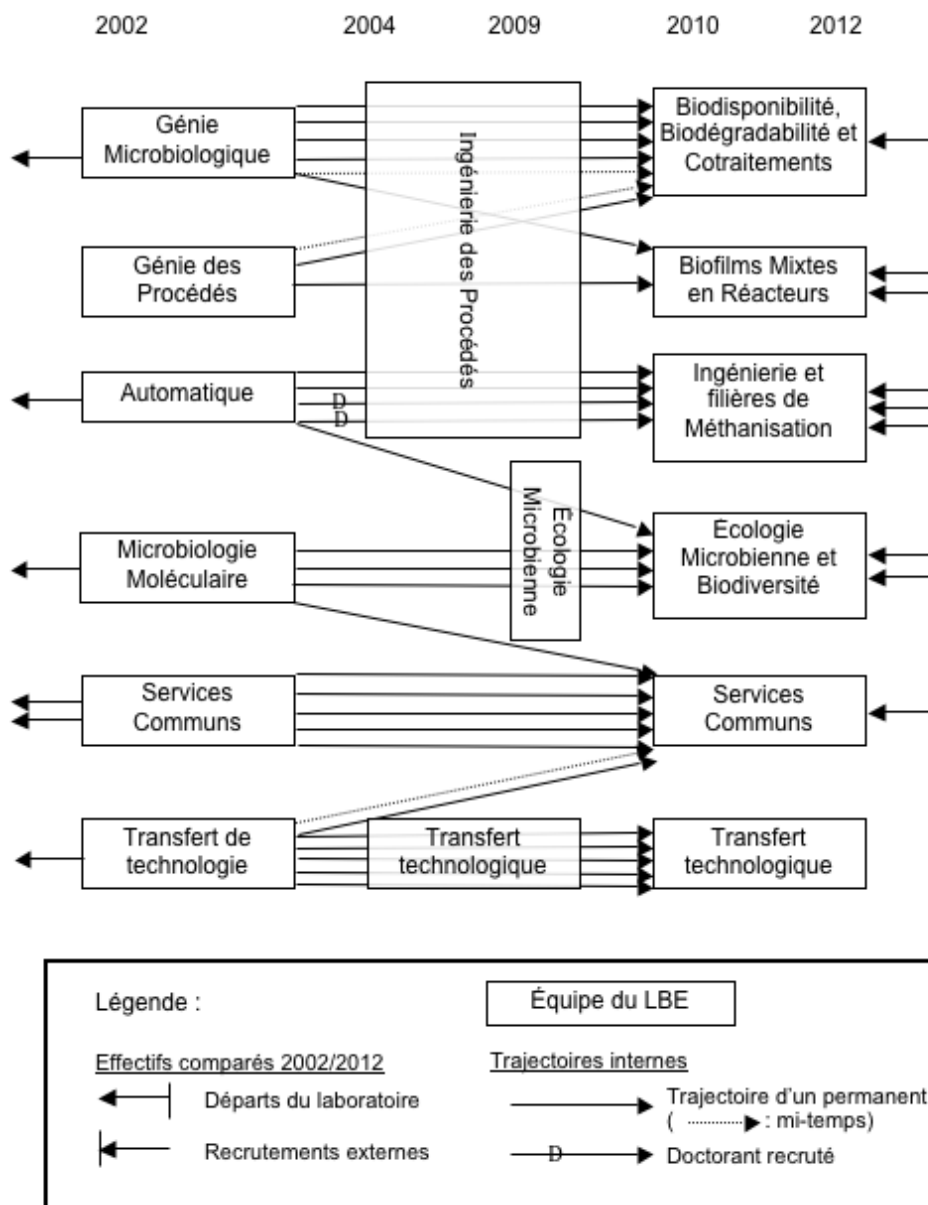 2002 2004 2009 2010 2012
Génie
Microbiologique
Ingénierie des Procédés
Biodisponibilité,
Biodégradabilité et
Cotraitements
Génie des
Procédés
Biofilms Mixtes
en Réacteurs
Automatique
D
D
Ingénierie et
filières de
Méthanisation
Microbiologie
Moléculaire
Écologie
Microbienne
Écologie
Microbienne et
Biodiversité
Services
Communs
Services
Communs
Transfert de
technologie
Transfert
technologique
Transfert
technologique
Légende :
Équipe du LBE
Effectifs comparés 2002/2012
Départs du laboratoire
Recrutements externes
Trajectoires internes
Trajectoire d'un permanent
( : mi-temps)
D Doctorant recruté